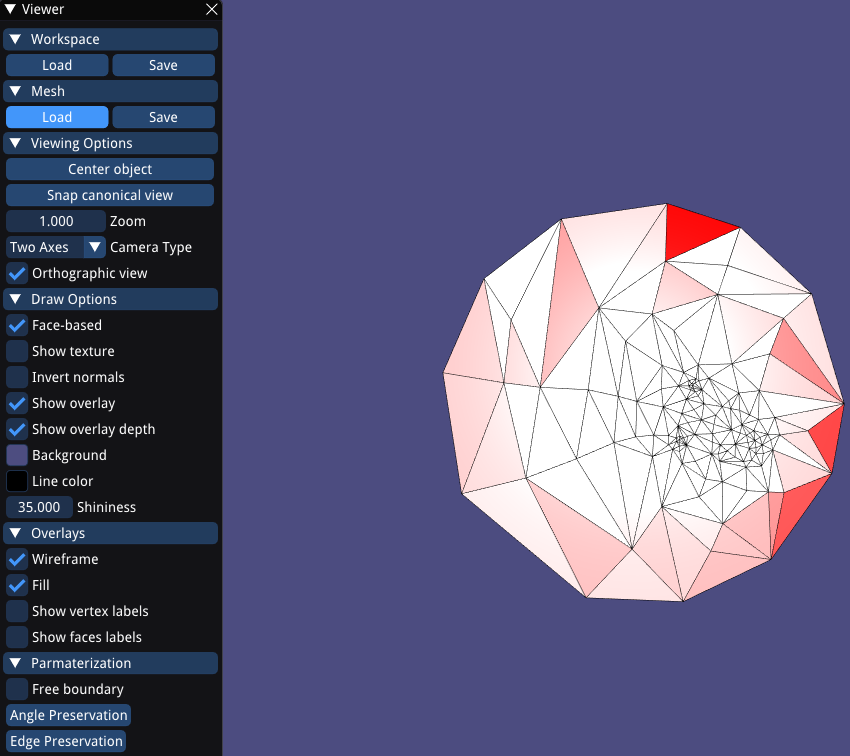 Viewer
Workspace
Load Save
Mesh
Load Save
Viewing Options
Center object
Snap canonical view
1.000 Zoom
Two Axes Camera Type
Orthographic view
Draw Options
Face-based
Show texture
Invert normals
Show overlay
Show overlay depth
Background
Line color
35.000 Shininess
Overlays
Wireframe
Fill
Show vertex labels
Show faces labels
Parmaterization
Free boundary
Angle Preservation
Edge Preservation